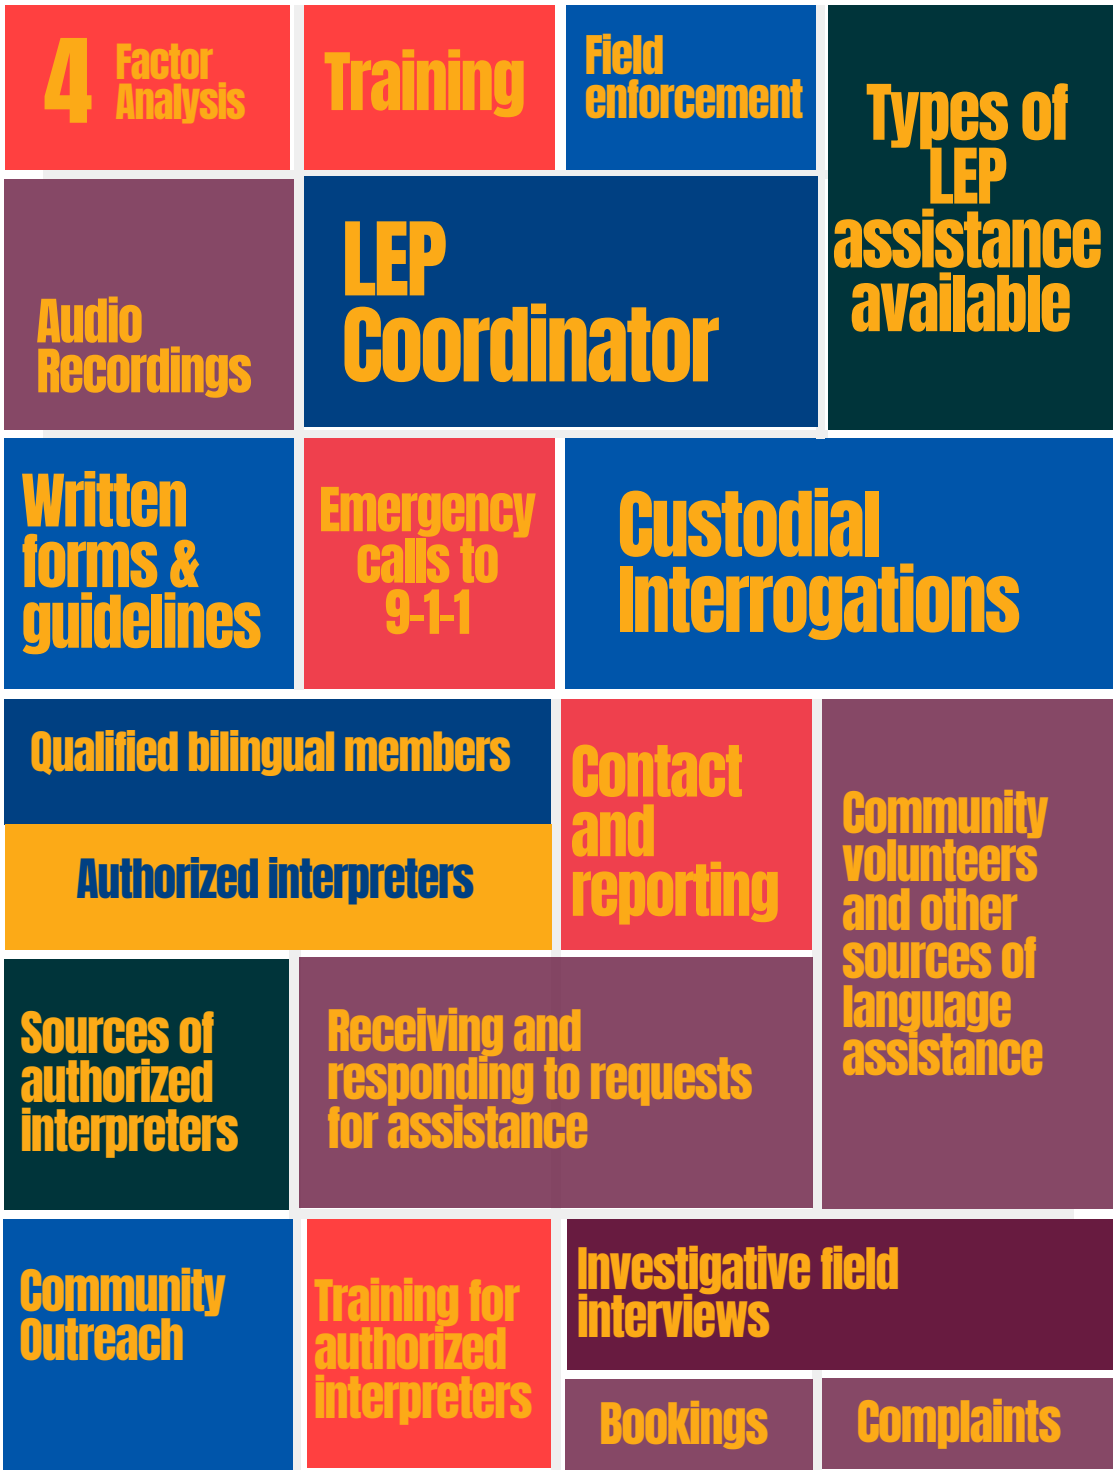 4 Factor
Analysis
Training
Field
enforcement
Types of
LEP
assistance
available
Audio
Recordings
LEP
Coordinator
Written
forms &
guidelines
Emergency
calls to
9-1-1
Custodial
Interrogations
Qualified bilingual members
Authorized interpreters
Contact
and
reporting
Community
volunteers
and other
sources of
language
assistance
Sources of
authorized
interpreters
Receiving and
responding to requests
for assistance
Community
Outreach
Training for
authorized
interpreters
Investigative field
interviews
Bookings
Complaints